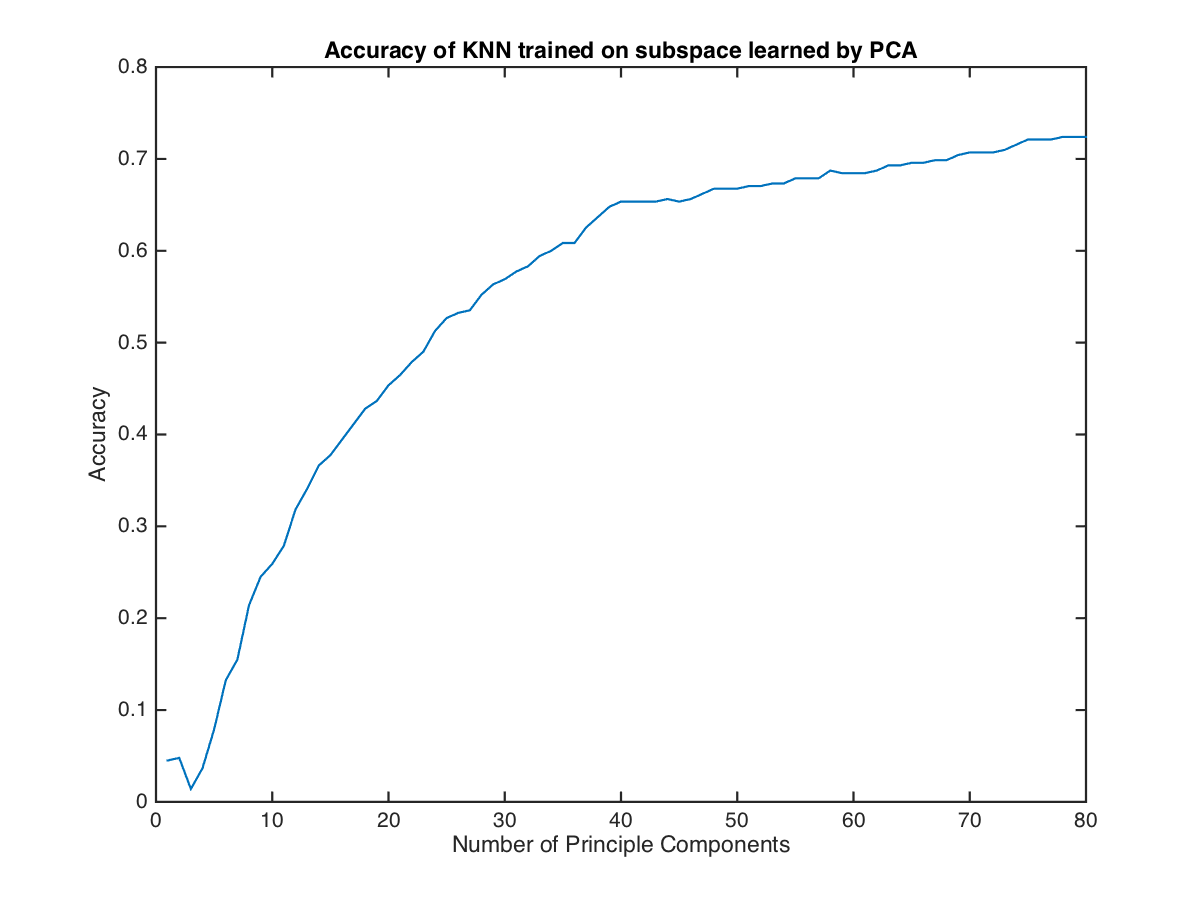 Accuracy of KNN trained on subspace learned by PCA
0.8
0.7
0.6
0.5
0.4
0.3
0.2
0.1
0
Accuracy
0 10 20 30 40 50 60 70 80
Number of Principle Components